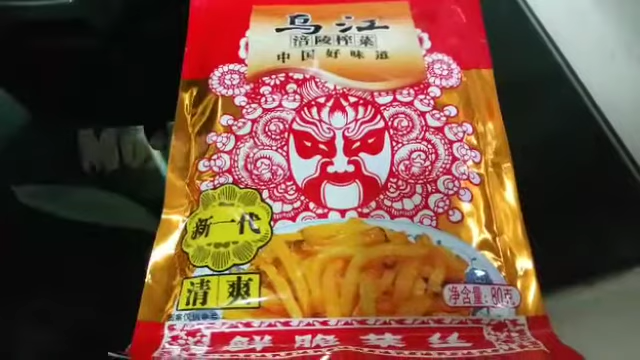 乌江
涪陵榨菜
中国好味道
新一代
清爽
净含量:80克
鲜脆菜丝